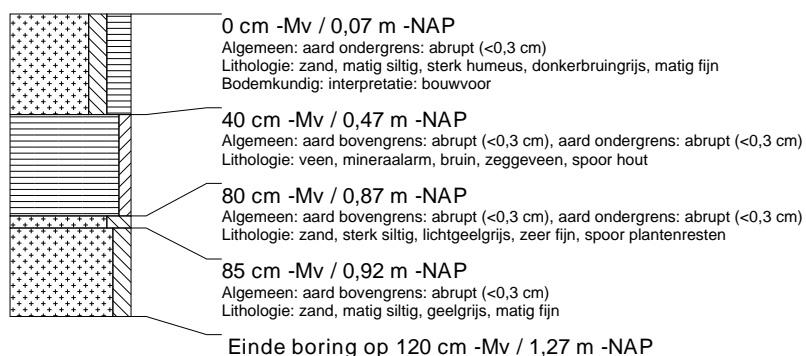 0 cm -Mv / 0,07 m -NAP
Algemeen: aard ondergrens: abrupt (<0,3 cm)
Lithologie: zand, matig siltig, sterk humeus, donkerbruingrijs, matig fijn
Bodemkundig: interpretatie: bouwvoor
40 cm -Mv / 0,47 m -NAP
Algemeen: aard bovengrens: abrupt (<0,3 cm), aard ondergrens: abrupt (<0,3 cm)
Lithologie: veen, mineraalarm, bruin, zeggeveen, spoor hout
80 cm -Mv / 0,87 m -NAP
Algemeen: aard bovengrens: abrupt (<0,3 cm), aard ondergrens: abrupt (<0,3 cm)
Lithologie: zand, sterk siltig, lichtgeelgrijs, zeer fijn, spoor plantenresten
85 cm -Mv / 0,92 m -NAP
Algemeen: aard bovengrens: abrupt (<0,3 cm)
Lithologie: zand, matig siltig, geelgrijs, matig fijn
Einde boring op 120 cm -Mv / 1,27 m -NAP